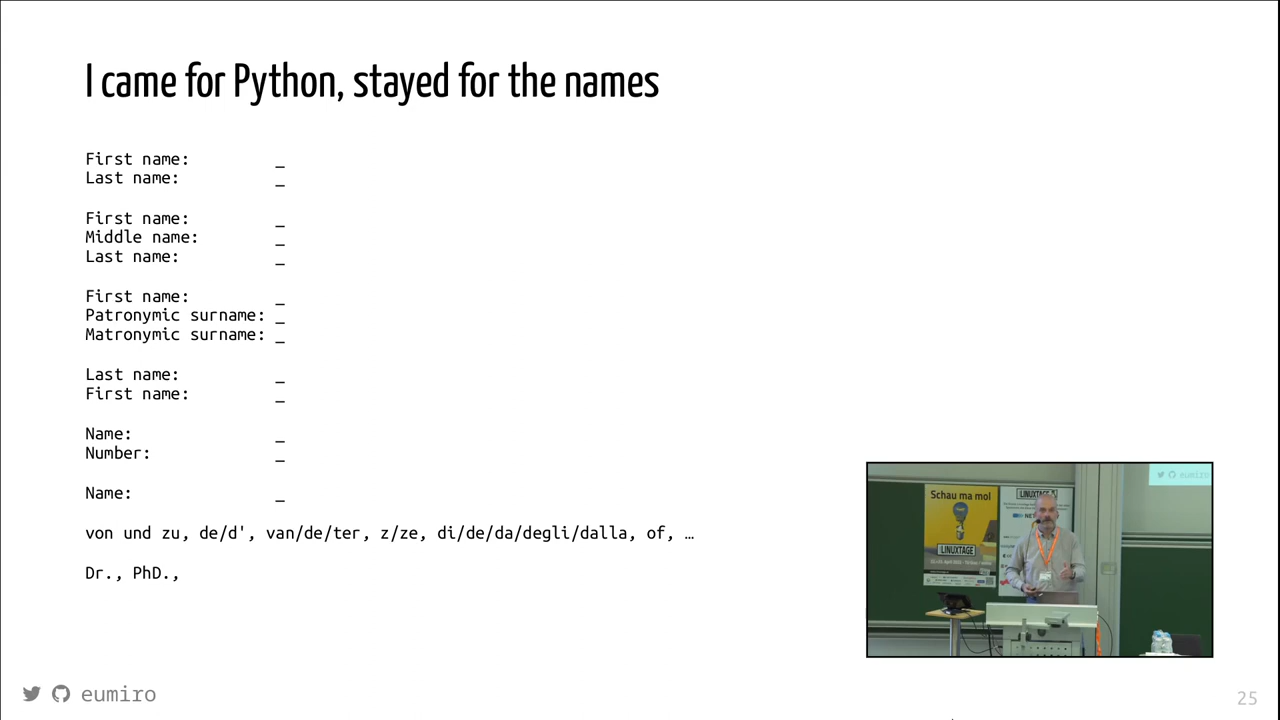 I came for Python, stayed for the names
First name: _
Last name: _
First name: _
Middle name: _
Last name: _
First name: _
Patronymic surname: _
Matronymic surname: _
Last name: _
First name: _
Name: _
Number: _
Name: _
von und zu, de/d', van/de/ter, z/ze, di/de/da/degli/dalla, of, …
Dr., PhD.,
Schau ma mol
LINUXTAGE
LINUXTAGE
eumiro
eumiro
25